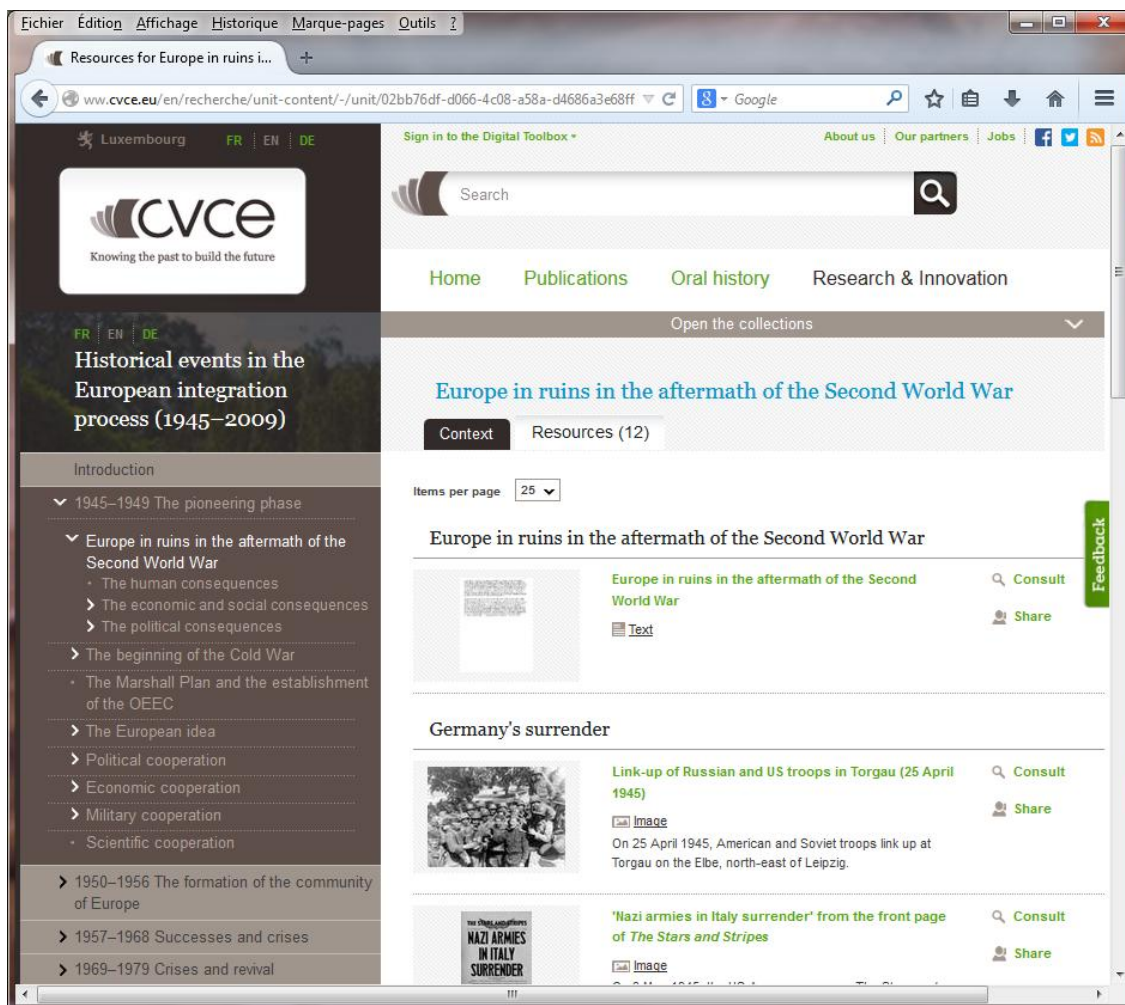 Fichier Édition Affichage Historique Marque-pages Outils ?
Resources for Europe in ruins i...
ww.cvce.eu/en/recherche/unit-content/-/unit/02bb76df-d066-4c08-a58a-d4686a3e68ff
Google
Luxembourg FR EN DE
Sign in to the Digital Toolbox
About us Our partners Jobs
Search
cvce
Knowing the past to build the future
Home Publications Oral history Research & Innovation
Open the collections
FR EN DE
Historical events in the
European integration
process (1945–2009)
Introduction
1945–1949 The pioneering phase
Europe in ruins in the aftermath of the
Second World War
The human consequences
The economic and social consequences
The political consequences
The beginning of the Cold War
The Marshall Plan and the establishment
of the OEEC
The European idea
Political cooperation
Economic cooperation
Military cooperation
Scientific cooperation
1950–1956 The formation of the community
of Europe
1957–1968 Successes and crises
1969–1979 Crises and revival
Europe in ruins in the aftermath of the Second World War
Context Resources (12)
Items per page 25
Feedback
Europe in ruins in the aftermath of the Second World War
Europe in ruins in the aftermath of the Second
World War
Text
Consult
Share
Germany's surrender
Link-up of Russian and US troops in Torgau (25 April
1945)
Image
On 25 April 1945, American and Soviet troops link up at
Torgau on the Elbe, north-east of Leipzig.
Consult
Share
THE STARS AND STRIPES
NAZI ARMIES
IN ITALY
SURRENDER
'Nazi armies in Italy surrender' from the front page
of The Stars and Stripes
Image
Consult
Share